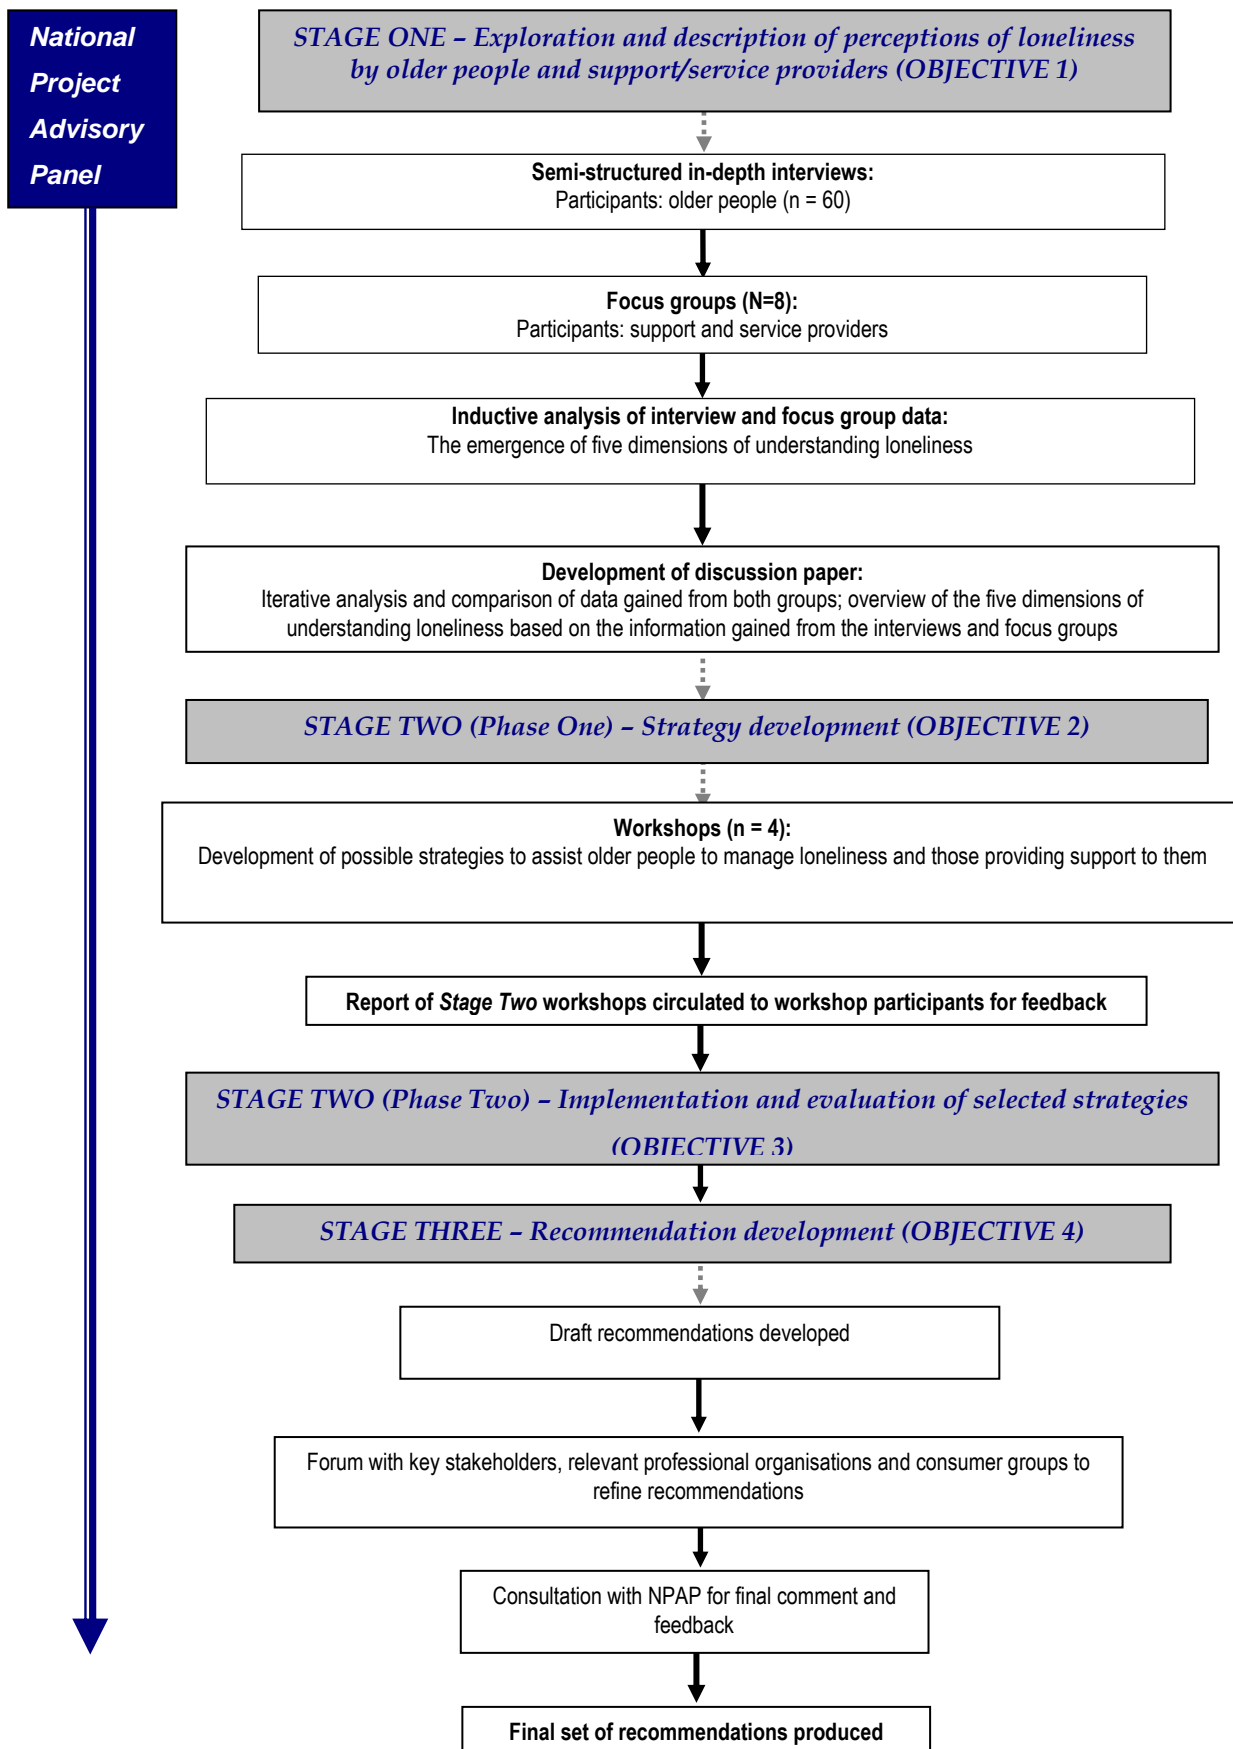 National
Project
Advisory
Panel
STAGE ONE – Exploration and description of perceptions of loneliness
by older people and support/service providers (OBJECTIVE 1)
Semi-structured in-depth interviews:
Participants: older people (n = 60)
Focus groups (N=8):
Participants: support and service providers
Inductive analysis of interview and focus group data:
The emergence of five dimensions of understanding loneliness
Development of discussion paper:
Iterative analysis and comparison of data gained from both groups; overview of the five dimensions of
understanding loneliness based on the information gained from the interviews and focus groups
STAGE TWO (Phase One) – Strategy development (OBJECTIVE 2)
Workshops (n = 4):
Development of possible strategies to assist older people to manage loneliness and those providing support to them
Report of Stage Two workshops circulated to workshop participants for feedback
STAGE TWO (Phase Two) – Implementation and evaluation of selected strategies
(OBJECTIVE 3)
STAGE THREE – Recommendation development (OBJECTIVE 4)
Draft recommendations developed
Forum with key stakeholders, relevant professional organisations and consumer groups to
refine recommendations
Consultation with NPAP for final comment and
feedback
Final set of recommendations produced